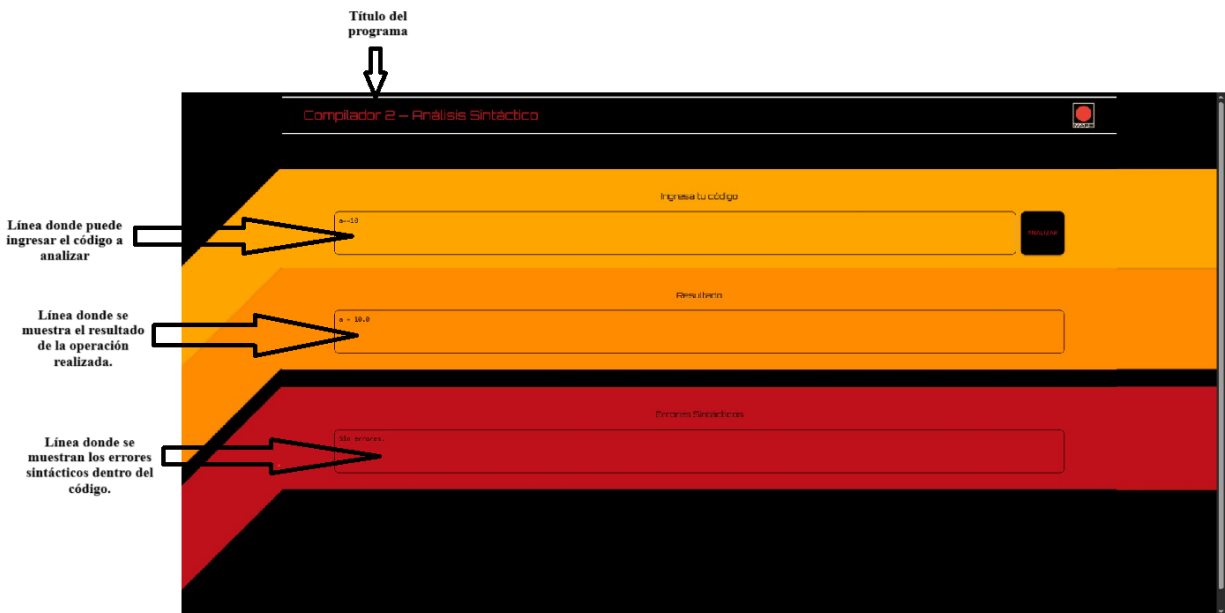 Título del
programa
Compilador 2 – Análisis Sintáctico
Ingresa tu código
Línea donde puede
ingresar el código a
analizar
a=-10
ANALIZAR
Resultado
Línea donde se
muestra el resultado
de la operación
realizada.
a = 10.0
Errores Sintácticos
Línea donde se
muestran los errores
sintácticos dentro del
código.
Sin errores.